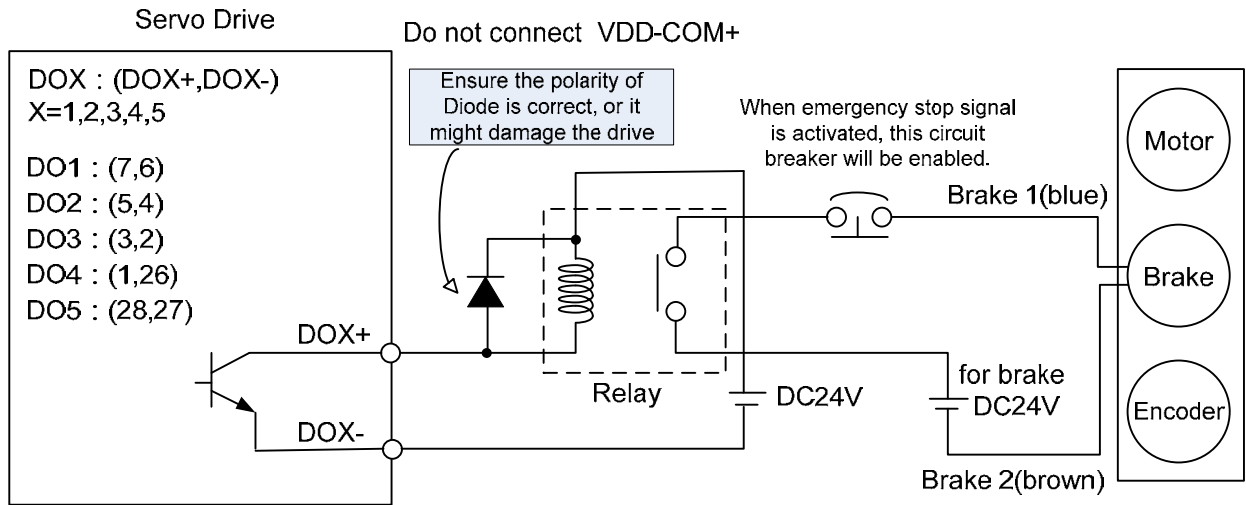 Servo Drive
Do not connect VDD-COM+
DOX : (DOX+,DOX-)
X=1,2,3,4,5
DO1 : (7,6)
DO2 : (5,4)
DO3 : (3,2)
DO4 : (1,26)
DO5 : (28,27)
Ensure the polarity of
Diode is correct, or it
might damage the drive
When emergency stop signal
is activated, this circuit
breaker will be enabled.
Motor
Brake 1(blue)
Brake
DOX+
Relay
DC24V
for brake
DC24V
Encoder
DOX-
Brake 2(brown)